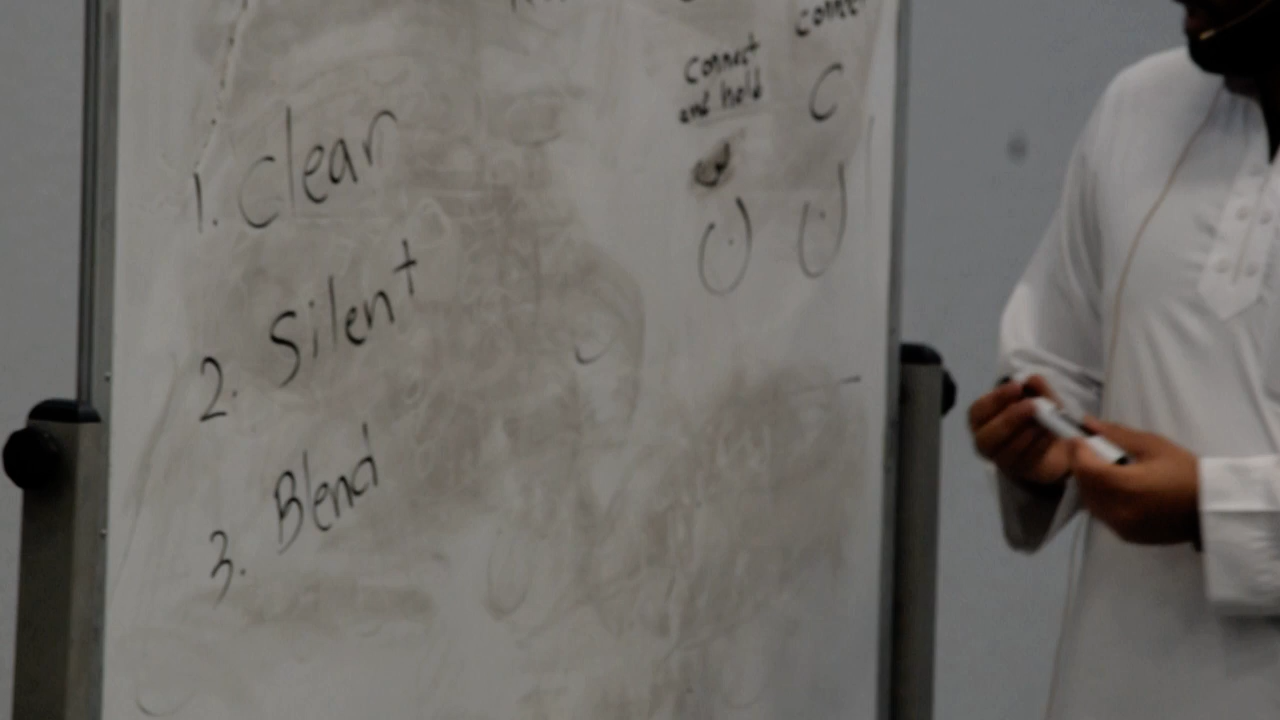 connect
connect
and hold
C
1. Clear
ن ن
2. Silent
3. Blend